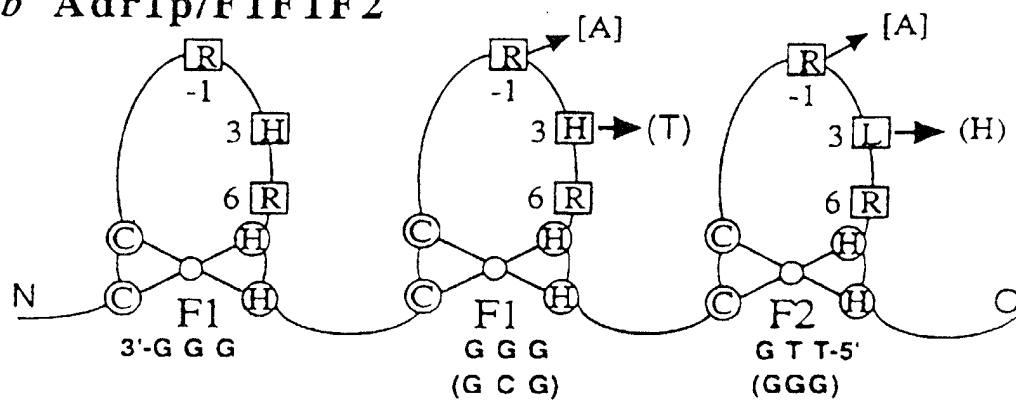 b Adr1p/F1F1F2
R → [A] R → [A] R
-1 -1 -1
3 H 3 H → (T) 3 L → (H)
6 R 6 R 6 R
C H C H C H
N C H C H C H C
F1 F1 F2
3'-G G G G G G G T T-5'
(G C G) (GGG)